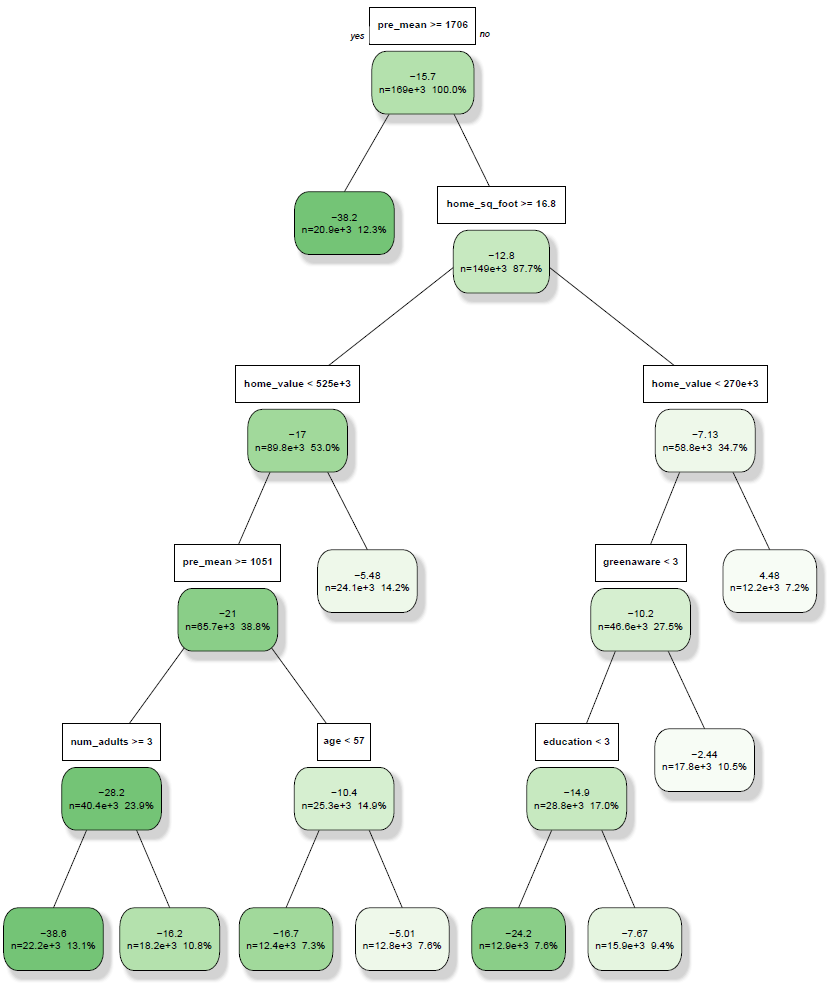 pre_mean >= 1706
yes
no
−15.7
n=169e+3 100.0%
home_sq_foot >= 16.8
−38.2
n=20.9e+3 12.3%
−12.8
n=149e+3 87.7%
home_value < 525e+3
home_value < 270e+3
−17
n=89.8e+3 53.0%
−7.13
n=58.8e+3 34.7%
pre_mean >= 1051
greenaware < 3
−5.48
n=24.1e+3 14.2%
4.48
n=12.2e+3 7.2%
−21
n=65.7e+3 38.8%
−10.2
n=46.6e+3 27.5%
num_adults >= 3
age < 57
education < 3
−2.44
n=17.8e+3 10.5%
−28.2
n=40.4e+3 23.9%
−10.4
n=25.3e+3 14.9%
−14.9
n=28.8e+3 17.0%
−38.6
n=22.2e+3 13.1%
−16.2
n=18.2e+3 10.8%
−16.7
n=12.4e+3 7.3%
−5.01
n=12.8e+3 7.6%
−24.2
n=12.9e+3 7.6%
−7.67
n=15.9e+3 9.4%